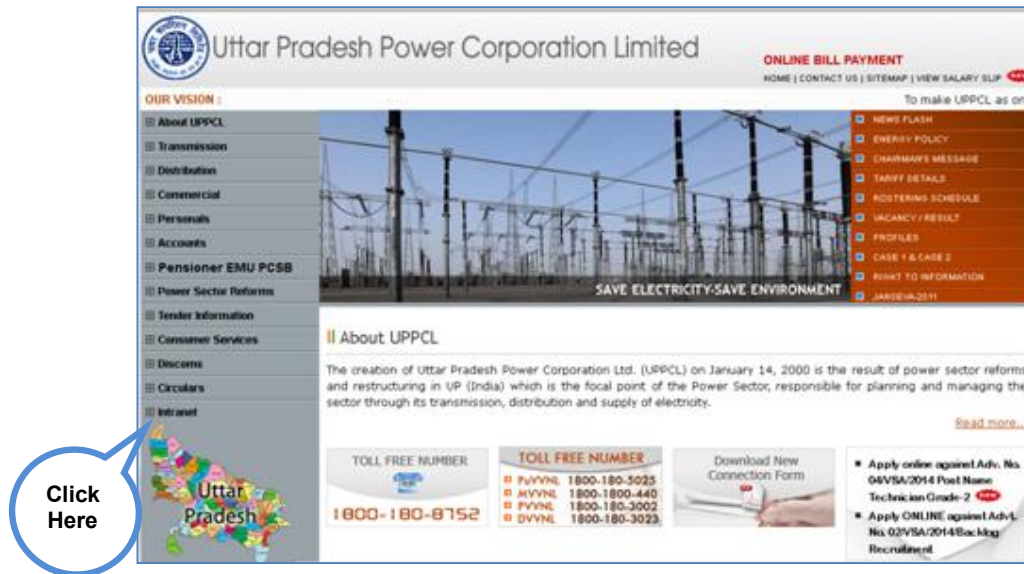 Uttar Pradesh Power Corporation Limited
ONLINE BILL PAYMENT
HOME | CONTACT US | SITEMAP | VIEW SALARY SLIP
OUR VISION :
To make UPPCL as on
About UPPCL
Transmission
Distribution
Commercial
Personals
Accounts
Pensioner EMU PCSB
Power Sector Reforms
Tender Information
Consumer Services
Discoms
Circulars
Intranet
Uttar
Pradesh
Click
Here
SAVE ELECTRICITY-SAVE ENVIRONMENT
NEWS FLASH
ENERGY POLICY
CHAIRMAN'S MESSAGE
TARIFF DETAILS
ROSTERING SCHEDULE
VACANCY / RESULT
PROFILES
CASE 1 & CASE 2
RIGHT TO INFORMATION
JANSEVA-2011
About UPPCL
The creation of Uttar Pradesh Power Corporation Ltd. (UPPCL) on January 14, 2000 is the result of power sector reforms
and restructuring in UP (India) which is the focal point of the Power Sector, responsible for planning and managing the
sector through its transmission, distribution and supply of electricity.
Read more..
TOLL FREE NUMBER
1800-180-8752
TOLL FREE NUMBER
PuVVNL 1800-180-5025
MVVNL 1800-1800-440
PVVNL 1800-180-3002
DVVNL 1800-180-3023
Download New
Connection Form
Apply online against Adv. No.
04/VSA/2014 Post Name
Technician Grade-2
Apply ONLINE against Advt.
No. 02/VSA/2014/Backlog
Recruitment